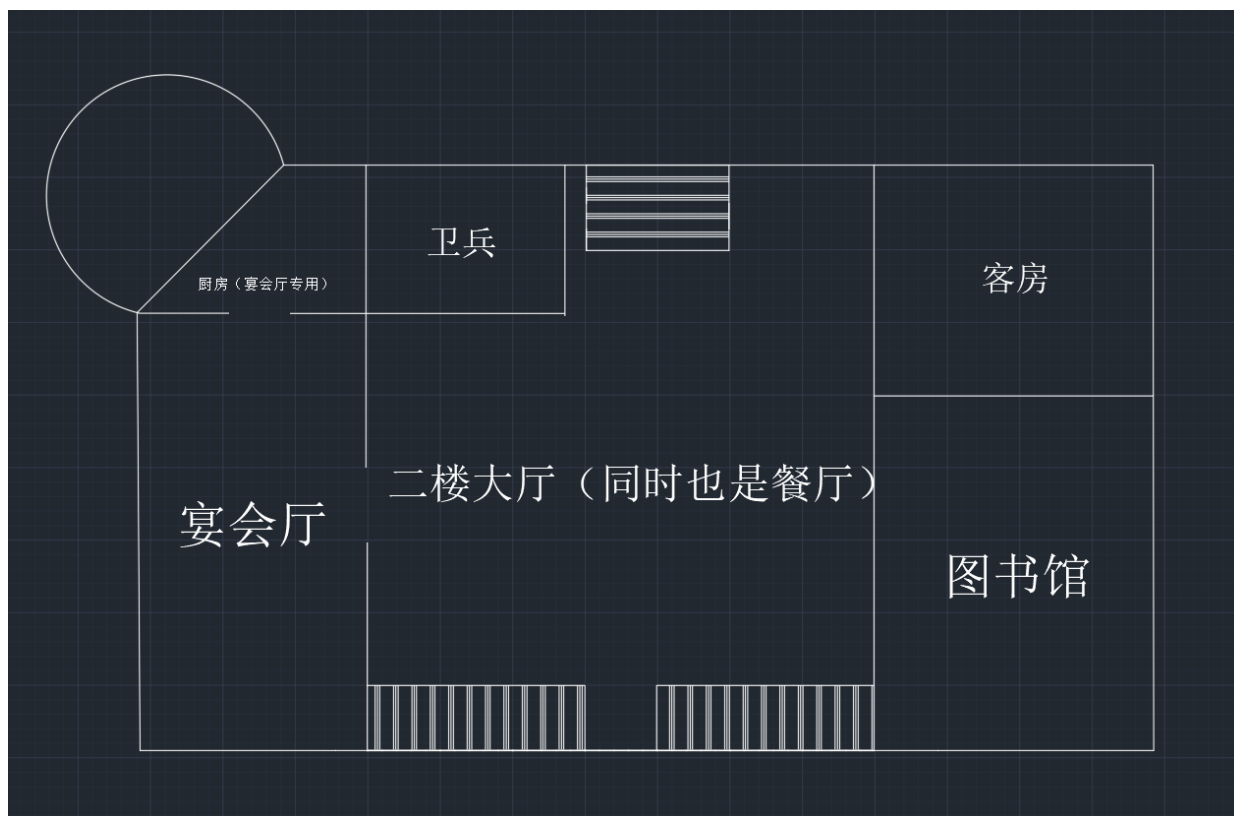 卫兵
厨房（宴会厅专用）
客房
二楼大厅（同时也是餐厅）
宴会厅
图书馆